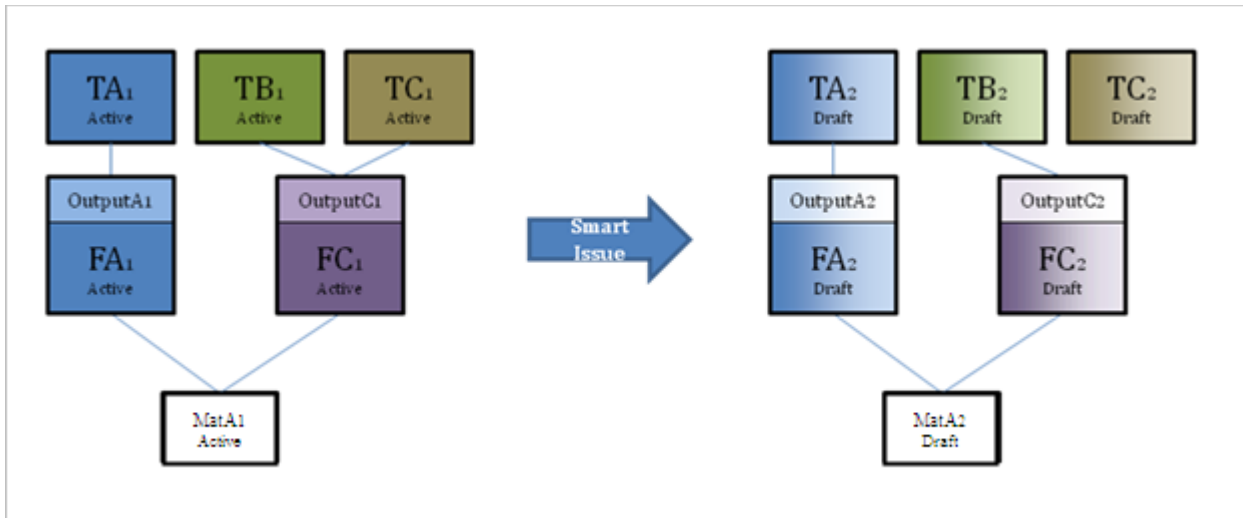 TA1
Active
TB1
Active
TC1
Active
OutputA1
FA1
Active
OutputC1
FC1
Active
MatA1
Active
Smart
Issue
TA2
Draft
TB2
Draft
TC2
Draft
OutputA2
FA2
Draft
OutputC2
FC2
Draft
MatA2
Draft